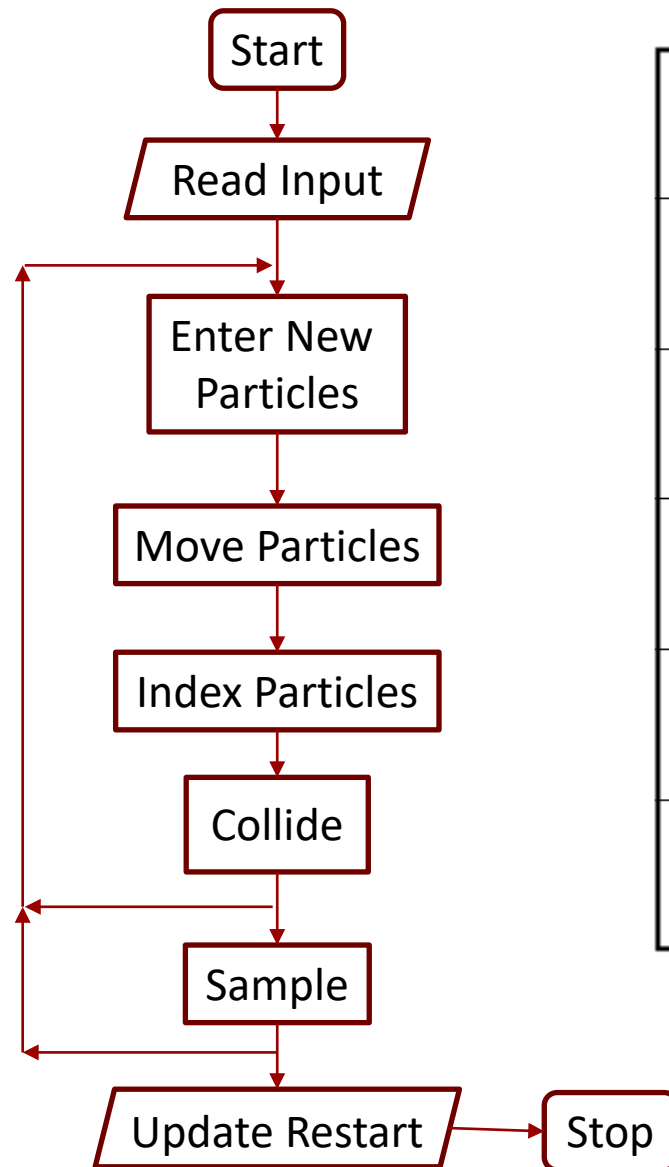 Start
Read Input
Enter New
Particles
Move Particles
Index Particles
Collide
Sample
Update Restart
Stop